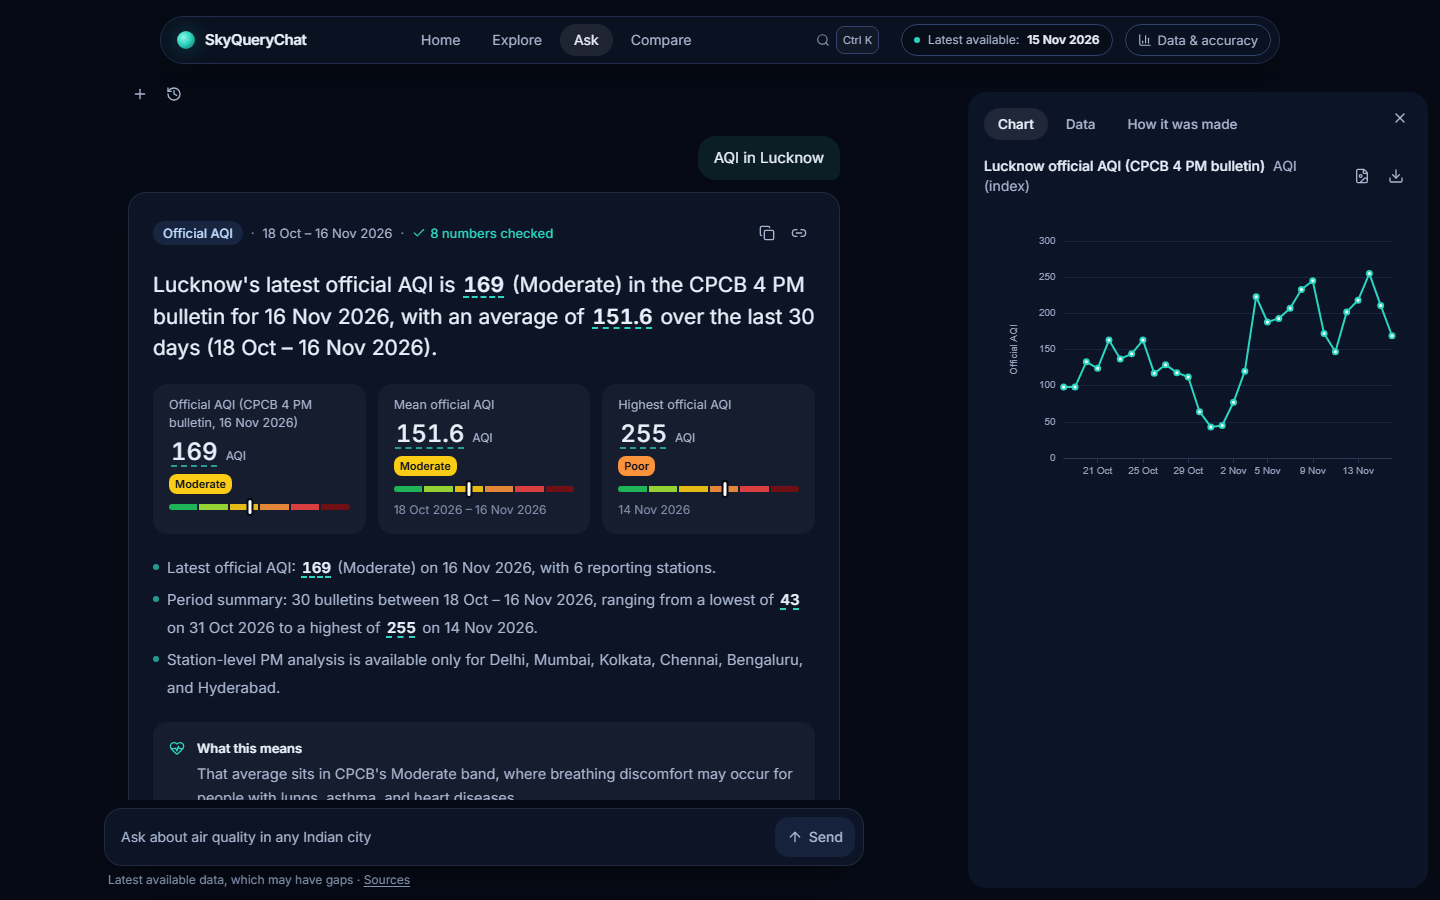 SkyQueryChat
Home Explore Ask Compare
Ctrl K
Latest available: 15 Nov 2026
Data & accuracy
AQI in Lucknow
Official AQI · 18 Oct – 16 Nov 2026 · 8 numbers checked
Lucknow's latest official AQI is 169 (Moderate) in the CPCB 4 PM
bulletin for 16 Nov 2026, with an average of 151.6 over the last 30
days (18 Oct – 16 Nov 2026).
Official AQI (CPCB 4 PM
bulletin, 16 Nov 2026)
169 AQI
Moderate
Mean official AQI
151.6 AQI
Moderate
18 Oct 2026 – 16 Nov 2026
Highest official AQI
255 AQI
Poor
14 Nov 2026
Latest official AQI: 169 (Moderate) on 16 Nov 2026, with 6 reporting stations.
Period summary: 30 bulletins between 18 Oct – 16 Nov 2026, ranging from a lowest of 43
on 31 Oct 2026 to a highest of 255 on 14 Nov 2026.
Station-level PM analysis is available only for Delhi, Mumbai, Kolkata, Chennai, Bengaluru,
and Hyderabad.
What this means
That average sits in CPCB's Moderate band, where breathing discomfort may occur for
people with lungs, asthma, and heart diseases.
Ask about air quality in any Indian city
Send
Latest available data, which may have gaps · Sources
Chart Data How it was made
Lucknow official AQI (CPCB 4 PM bulletin) AQI
(index)
Official AQI
300
250
200
150
100
50
0
21 Oct 25 Oct 29 Oct 2 Nov 5 Nov 9 Nov 13 Nov